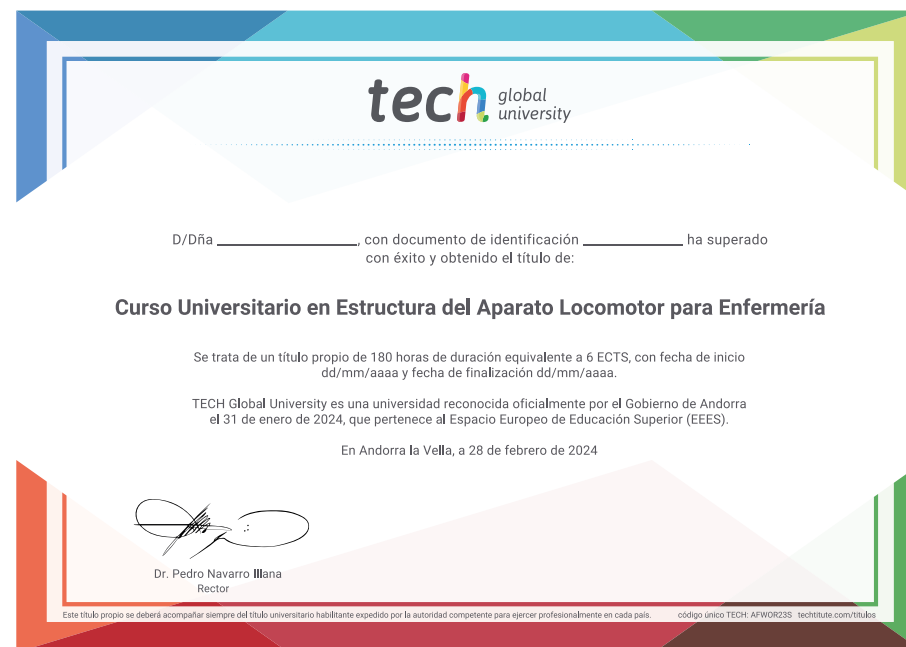 tech global university
D/Dña ____________, con documento de identificación ____________ ha superado
con éxito y obtenido el título de:
Curso Universitario en Estructura del Aparato Locomotor para Enfermería
Se trata de un título propio de 180 horas de duración equivalente a 6 ECTS, con fecha de inicio
dd/mm/aaaa y fecha de finalización dd/mm/aaaa.
TECH Global University es una universidad reconocida oficialmente por el Gobierno de Andorra
el 31 de enero de 2024, que pertenece al Espacio Europeo de Educación Superior (EEES).
En Andorra la Vella, a 28 de febrero de 2024
Dr. Pedro Navarro Illana
Rector
Este título propio se deberá acompañar siempre del título universitario habilitante expedido por la autoridad competente para ejercer profesionalmente en cada país.
código único TECH: AFWOR23S techtitute.com/titulos